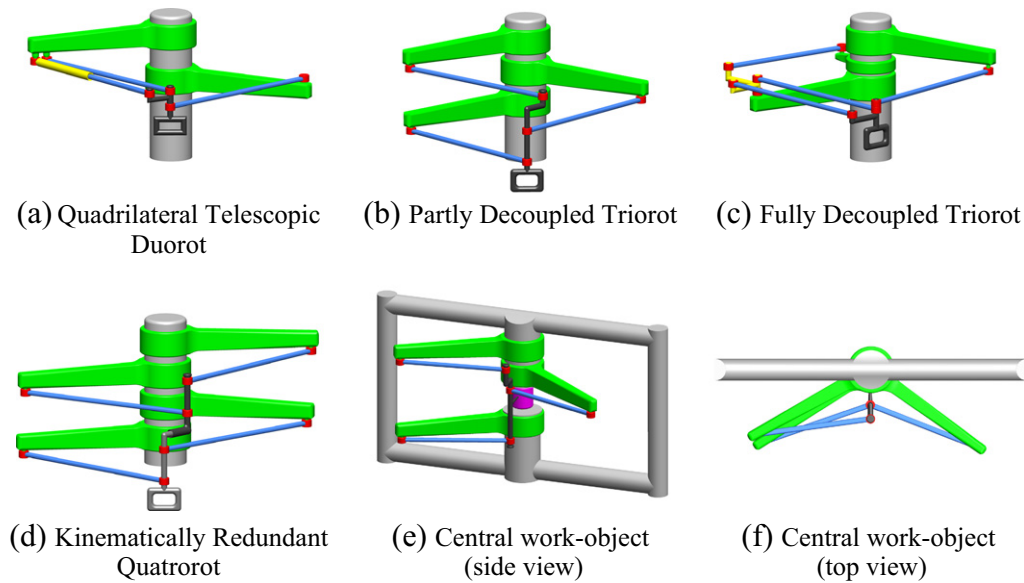 (a) Quadrilateral Telescopic
Duorot
(b) Partly Decoupled Triorot
(c) Fully Decoupled Triorot
(d) Kinematically Redundant
Quatrorot
(e) Central work-object
(side view)
(f) Central work-object
(top view)